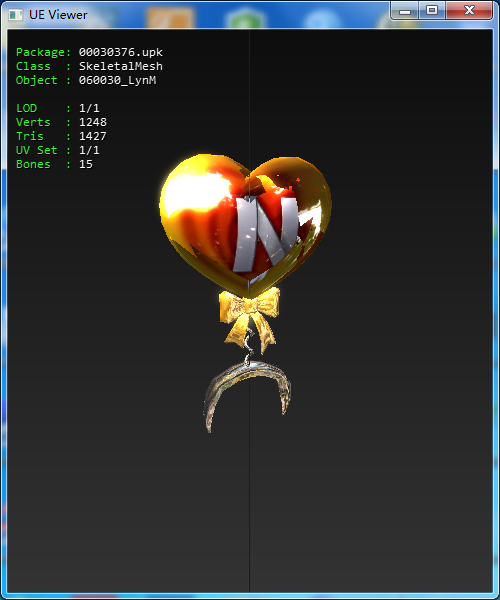 UE Viewer
Package: 00030376.upk
Class : SkeletalMesh
Object : 060030_LynM
LOD : 1/1
Verts : 1248
Tris : 1427
UV Set : 1/1
Bones : 15
N